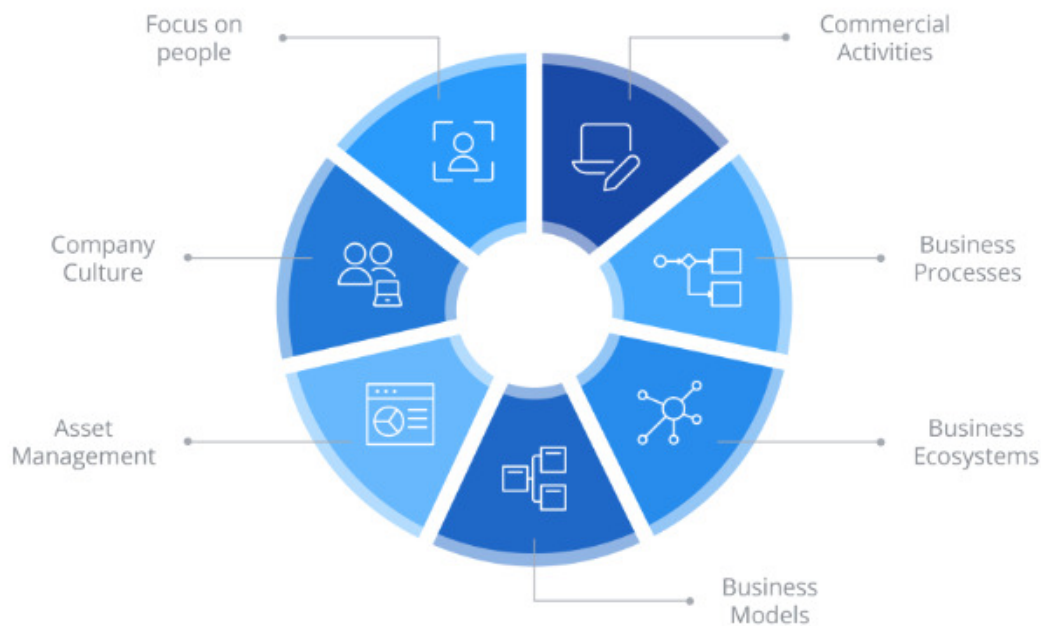 Focus on
people
Commercial
Activities
Company
Culture
Business
Processes
Asset
Management
Business
Ecosystems
Business
Models